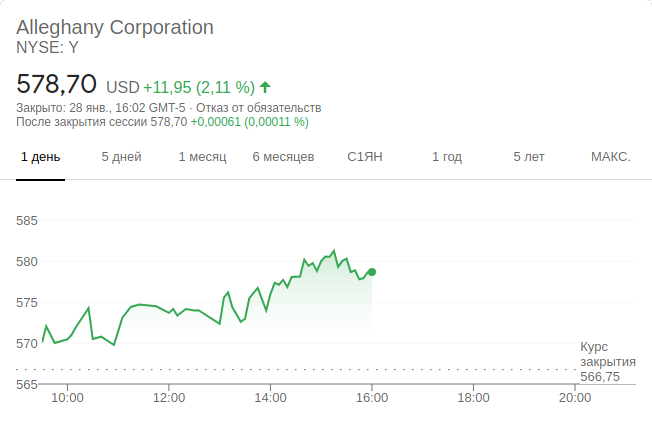 Alleghany Corporation
NYSE: Y
578,70 USD +11,95 (2,11 %)
Закрыто: 28 янв., 16:02 GMT-5 · Отказ от обязательств
После закрытия сессии 578,70 +0,00061 (0,00011 %)
1 день 5 дней 1 месяц 6 месяцев С1ЯН 1 год 5 лет МАКС.
585
580
575
570
565
Курс
закрытия
566,75
10:00 12:00 14:00 16:00 18:00 20:00